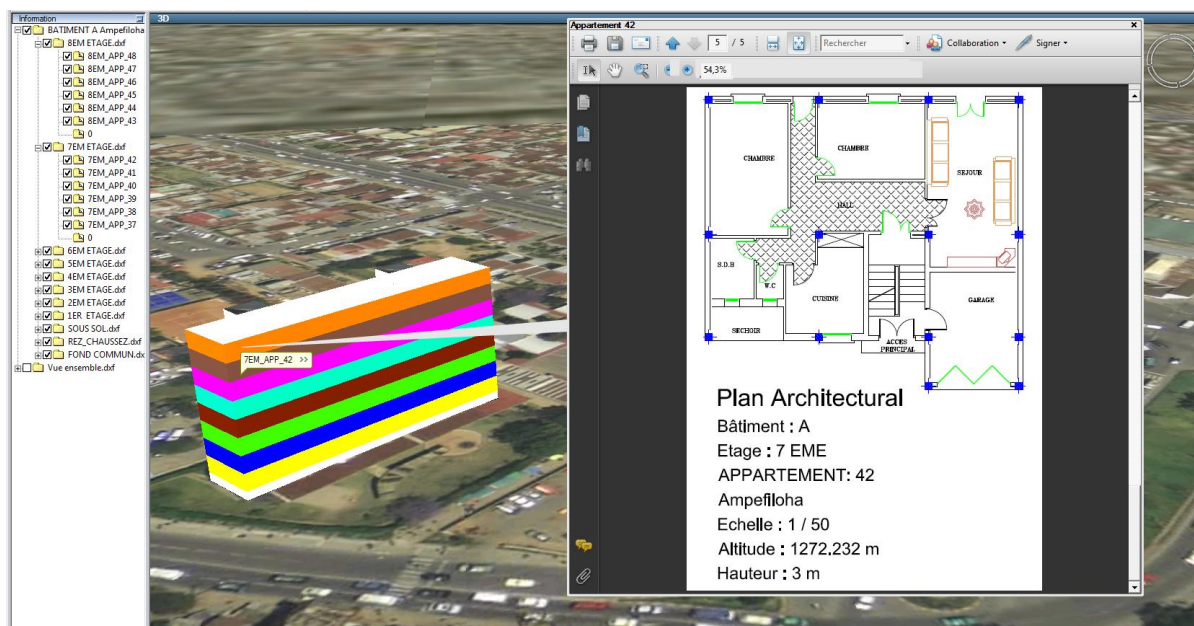 Information
BATIMENT A Ampefiloha
8EM ETAGE.dxf
8EM_APP_48
8EM_APP_47
8EM_APP_46
8EM_APP_45
8EM_APP_44
8EM_APP_43
0
7EM ETAGE.dxf
7EM_APP_42
7EM_APP_41
7EM_APP_40
7EM_APP_39
7EM_APP_38
7EM_APP_37
0
6EM ETAGE.dxf
5EM ETAGE.dxf
4EM ETAGE.dxf
3EM ETAGE.dxf
2EM ETAGE.dxf
1ER ETAGE.dxf
SOUS SOL.dxf
REZ_CHAUSSEZ.dxf
FOND COMMUN.dx
Vue ensemble.dxf
3D
7EM_APP_42 >>
Appartement 42
5 / 5
Rechercher
Collaboration
Signer
54,3%
CHAMBRE
CHAMBRE
SEJOUR
HALL
S.D.B
W.C
CUISINE
GARAGE
SECHOIR
ACCES
PRINCIPAL
Plan Architectural
Bâtiment : A
Etage : 7 EME
APPARTEMENT: 42
Ampefiloha
Echelle : 1 / 50
Altitude : 1272.232 m
Hauteur : 3 m